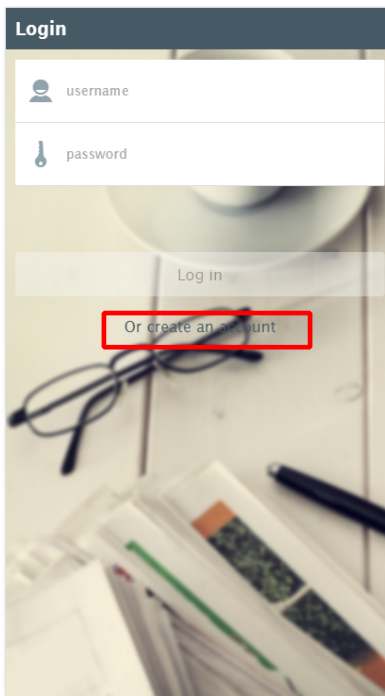 Login
username
password
Log in
Or create an account